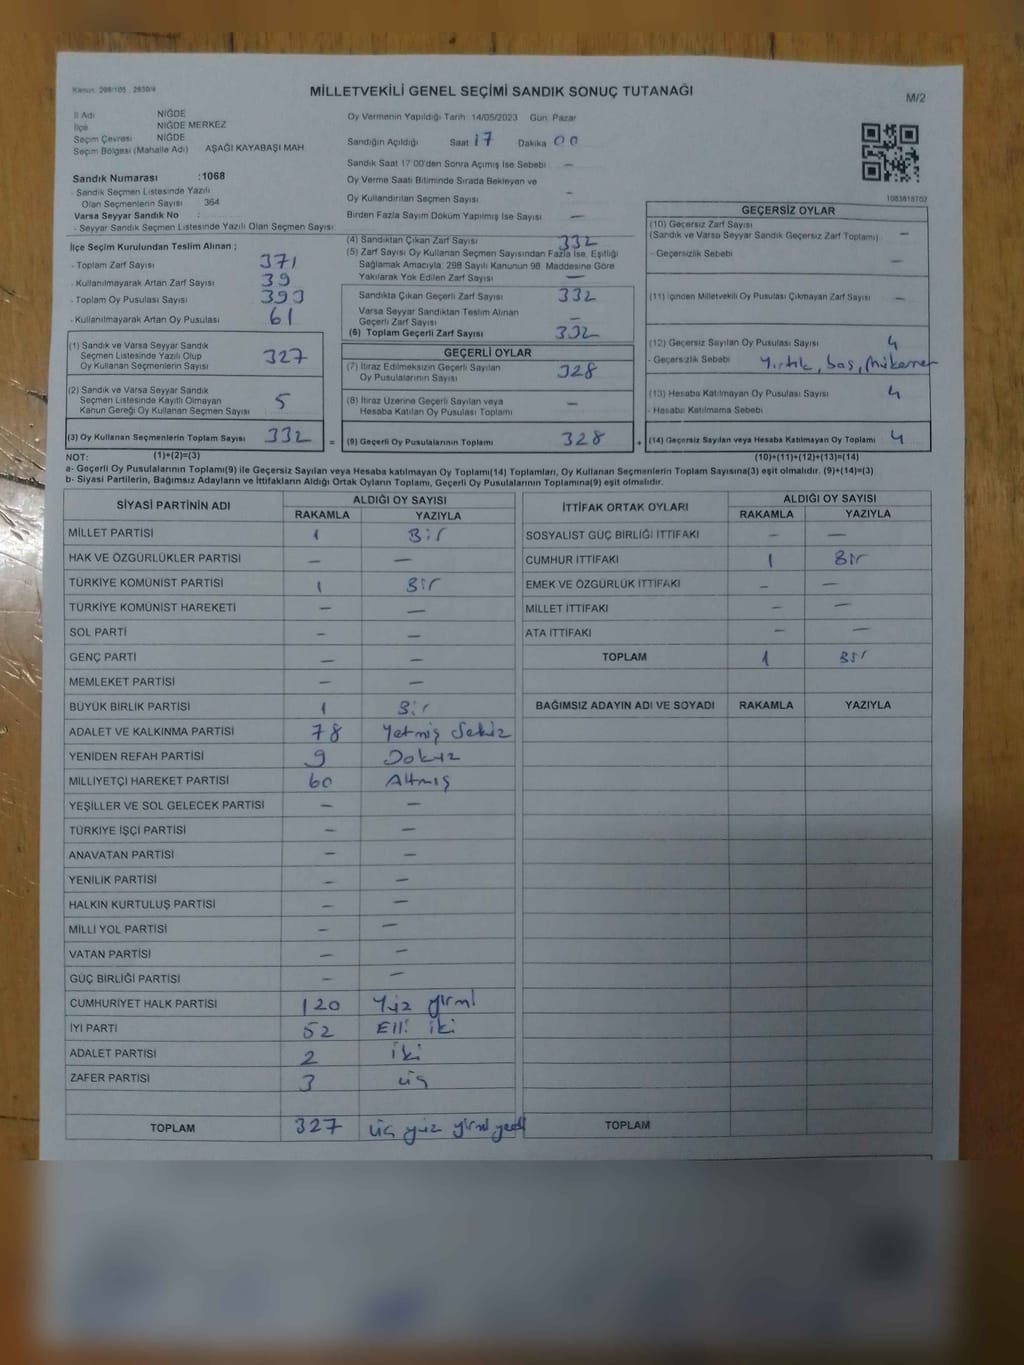 Kanun: 298/105 , 2839/4
MİLLETVEKİLİ GENEL SEÇİMİ SANDIK SONUÇ TUTANAĞI
M/2
İl Adı NİĞDE
İlçe NİĞDE MERKEZ
Seçim Çevresi NİĞDE
Seçim Bölgesi (Mahalle Adı) AŞAĞI KAYABAŞI MAH
Sandık Numarası :1068
- Sandık Seçmen Listesinde Yazılı
Olan Seçmenlerin Sayısı 364
Varsa Seyyar Sandık No :
- Seyyar Sandık Seçmen Listesinde Yazılı Olan Seçmen Sayısı
Oy Vermenin Yapıldığı Tarih 14/05/2023 Gün Pazar
Sandığın Açıldığı Saat 17 Dakika 00
Sandık Saat 17 00'den Sonra Açılmış İse Sebebi –
Oy Verme Saati Bitiminde Sırada Bekleyen ve
Oy Kullandırılan Seçmen Sayısı –
Birden Fazla Sayım Döküm Yapılmış İse Sayısı –
1083818702
İlçe Seçim Kurulundan Teslim Alınan ;
- Toplam Zarf Sayısı 371
- Kullanılmayarak Artan Zarf Sayısı 39
- Toplam Oy Pusulası Sayısı 393
- Kullanılmayarak Artan Oy Pusulası 61
(1) Sandık ve Varsa Seyyar Sandık
Seçmen Listesinde Yazılı Olup
Oy Kullanan Seçmenlerin Sayısı 327
(2) Sandık ve Varsa Seyyar Sandık
Seçmen Listesinde Kayıtlı Olmayan
Kanun Gereği Oy Kullanan Seçmen Sayısı 5
(3) Oy Kullanan Seçmenlerin Toplam Sayısı 332
(4) Sandıktan Çıkan Zarf Sayısı 332
(5) Zarf Sayısı Oy Kullanan Seçmen Sayısından Fazla İse, Eşitliği
Sağlamak Amacıyla; 298 Sayılı Kanunun 98. Maddesine Göre
Yakılarak Yok Edilen Zarf Sayısı –
Sandıkta Çıkan Geçerli Zarf Sayısı 332
Varsa Seyyar Sandıktan Teslim Alınan
Geçerli Zarf Sayısı –
(6) Toplam Geçerli Zarf Sayısı 332
GEÇERLİ OYLAR
(7) İtiraz Edilmeksizin Geçerli Sayılan
Oy Pusulalarının Sayısı 328
(8) İtiraz Üzerine Geçerli Sayılan veya
Hesaba Katılan Oy Pusulası Toplamı –
= (9) Geçerli Oy Pusulalarının Toplamı 328
GEÇERSİZ OYLAR
(10) Geçersiz Zarf Sayısı
(Sandık ve Varsa Seyyar Sandık Geçersiz Zarf Toplamı) –
- Geçersizlik Sebebi –
(11) İçinden Milletvekili Oy Pusulası Çıkmayan Zarf Sayısı –
(12) Geçersiz Sayılan Oy Pusulası Sayısı 4
- Geçersizlik Sebebi Yırtık, boş,
(13) Hesaba Katılmayan Oy Pusulası Sayısı 4
- Hesaba Katılmama Sebebi
+ (14) Geçersiz Sayılan veya Hesaba Katılmayan Oy Toplamı 4
NOT: (1)+(2)=(3) (10)+(11)+(12)+(13)=(14)
a- Geçerli Oy Pusulalarının Toplamı(9) ile Geçersiz Sayılan veya Hesaba katılmayan Oy Toplamı(14) Toplamları, Oy Kullanan Seçmenlerin Toplam Sayısına(3) eşit olmalıdır. (9)+(14)=(3)
b- Siyasi Partilerin, Bağımsız Adayların ve İttifakların Aldığı Ortak Oyların Toplamı, Geçerli Oy Pusulalarının Toplamına(9) eşit olmalıdır.
SİYASİ PARTİNİN ADI ALDIĞI OY SAYISI
RAKAMLA YAZIYLA
MİLLET PARTİSİ 1 Bir
HAK VE ÖZGÜRLÜKLER PARTİSİ – –
TÜRKİYE KOMÜNİST PARTİSİ 1 Bir
TÜRKİYE KOMÜNİST HAREKETİ – –
SOL PARTİ – –
GENÇ PARTİ – –
MEMLEKET PARTİSİ – –
BÜYÜK BİRLİK PARTİSİ 1 Bir
ADALET VE KALKINMA PARTİSİ 78 Yetmiş Sekiz
YENİDEN REFAH PARTİSİ 9 Dokuz
MİLLİYETÇİ HAREKET PARTİSİ 60 Altmış
YEŞİLLER VE SOL GELECEK PARTİSİ – –
TÜRKİYE İŞÇİ PARTİSİ – –
ANAVATAN PARTİSİ – –
YENİLİK PARTİSİ – –
HALKIN KURTULUŞ PARTİSİ – –
MİLLİ YOL PARTİSİ – –
VATAN PARTİSİ – –
GÜÇ BİRLİĞİ PARTİSİ – –
CUMHURİYET HALK PARTİSİ 120 Yüz yirmi
İYİ PARTİ 52 Elli iki
ADALET PARTİSİ 2 iki
ZAFER PARTİSİ 3 üç
TOPLAM 327 üç yüz yirmi yedi
İTTİFAK ORTAK OYLARI ALDIĞI OY SAYISI
RAKAMLA YAZIYLA
SOSYALİST GÜÇ BİRLİĞİ İTTİFAKI – –
CUMHUR İTTİFAKI 1 Bir
EMEK VE ÖZGÜRLÜK İTTİFAKI – –
MİLLET İTTİFAKI – –
ATA İTTİFAKI – –
TOPLAM 1 Bir
BAĞIMSIZ ADAYIN ADI VE SOYADI RAKAMLA YAZIYLA
TOPLAM